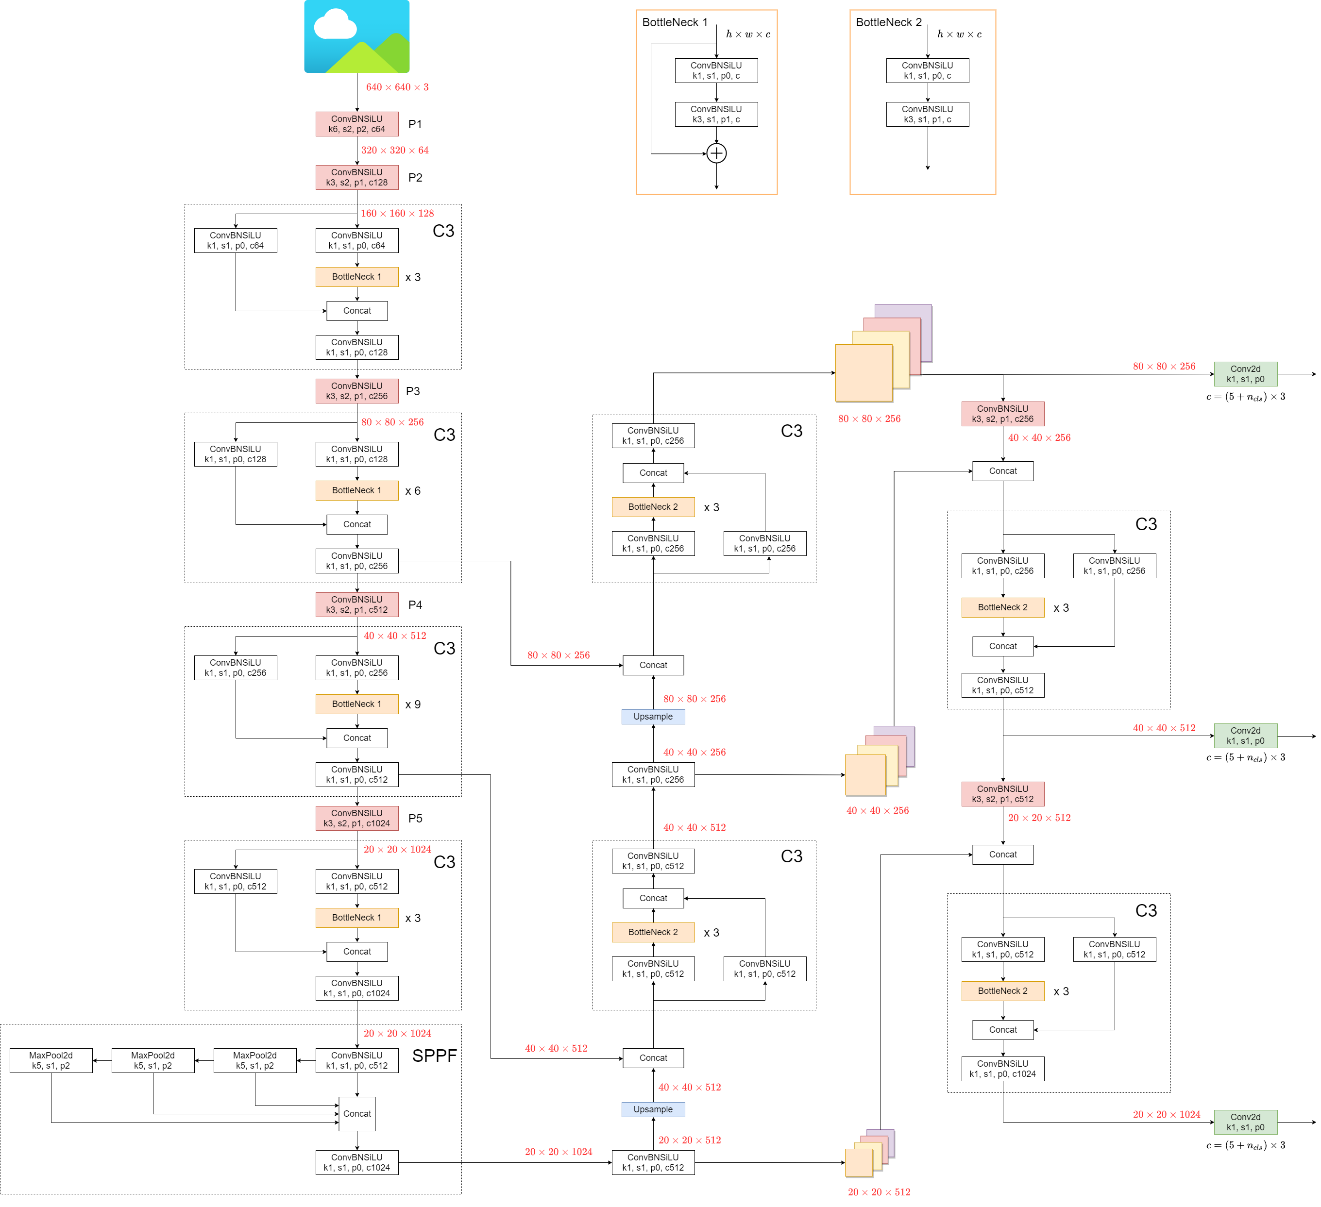 640 × 640 × 3
ConvBNSiLU
k6, s2, p2, c64
P1
320 × 320 × 64
ConvBNSiLU
k3, s2, p1, c128
P2
160 × 160 × 128
C3
ConvBNSiLU
k1, s1, p0, c64
ConvBNSiLU
k1, s1, p0, c64
BottleNeck 1
x 3
Concat
ConvBNSiLU
k1, s1, p0, c128
ConvBNSiLU
k3, s2, p1, c256
P3
80 × 80 × 256
C3
ConvBNSiLU
k1, s1, p0, c128
ConvBNSiLU
k1, s1, p0, c128
BottleNeck 1
x 6
Concat
ConvBNSiLU
k1, s1, p0, c256
ConvBNSiLU
k3, s2, p1, c512
P4
40 × 40 × 512
C3
ConvBNSiLU
k1, s1, p0, c256
ConvBNSiLU
k1, s1, p0, c256
BottleNeck 1
x 9
Concat
ConvBNSiLU
k1, s1, p0, c512
ConvBNSiLU
k3, s2, p1, c1024
P5
20 × 20 × 1024
C3
ConvBNSiLU
k1, s1, p0, c512
ConvBNSiLU
k1, s1, p0, c512
BottleNeck 1
x 3
Concat
ConvBNSiLU
k1, s1, p0, c1024
20 × 20 × 1024
SPPF
MaxPool2d
k5, s1, p2
MaxPool2d
k5, s1, p2
MaxPool2d
k5, s1, p2
ConvBNSiLU
k1, s1, p0, c512
Concat
ConvBNSiLU
k1, s1, p0, c1024
BottleNeck 1
h × w × c
ConvBNSiLU
k1, s1, p0, c
ConvBNSiLU
k3, s1, p1, c
+
BottleNeck 2
h × w × c
ConvBNSiLU
k1, s1, p0, c
ConvBNSiLU
k3, s1, p1, c
C3
ConvBNSiLU
k1, s1, p0, c256
Concat
BottleNeck 2
x 3
ConvBNSiLU
k1, s1, p0, c256
ConvBNSiLU
k1, s1, p0, c256
80 × 80 × 256
Concat
80 × 80 × 256
Upsample
40 × 40 × 256
ConvBNSiLU
k1, s1, p0, c256
40 × 40 × 512
C3
ConvBNSiLU
k1, s1, p0, c512
Concat
BottleNeck 2
x 3
ConvBNSiLU
k1, s1, p0, c512
ConvBNSiLU
k1, s1, p0, c512
40 × 40 × 512
Concat
40 × 40 × 512
Upsample
20 × 20 × 512
20 × 20 × 1024
ConvBNSiLU
k1, s1, p0, c512
80 × 80 × 256
40 × 40 × 256
20 × 20 × 512
80 × 80 × 256
Conv2d
k1, s1, p0
c = (5 + n_cls) × 3
ConvBNSiLU
k3, s2, p1, c256
40 × 40 × 256
Concat
C3
ConvBNSiLU
k1, s1, p0, c256
ConvBNSiLU
k1, s1, p0, c256
BottleNeck 2
x 3
Concat
ConvBNSiLU
k1, s1, p0, c512
40 × 40 × 512
Conv2d
k1, s1, p0
c = (5 + n_cls) × 3
ConvBNSiLU
k3, s2, p1, c512
20 × 20 × 512
Concat
C3
ConvBNSiLU
k1, s1, p0, c512
ConvBNSiLU
k1, s1, p0, c512
BottleNeck 2
x 3
Concat
ConvBNSiLU
k1, s1, p0, c1024
20 × 20 × 1024
Conv2d
k1, s1, p0
c = (5 + n_cls) × 3